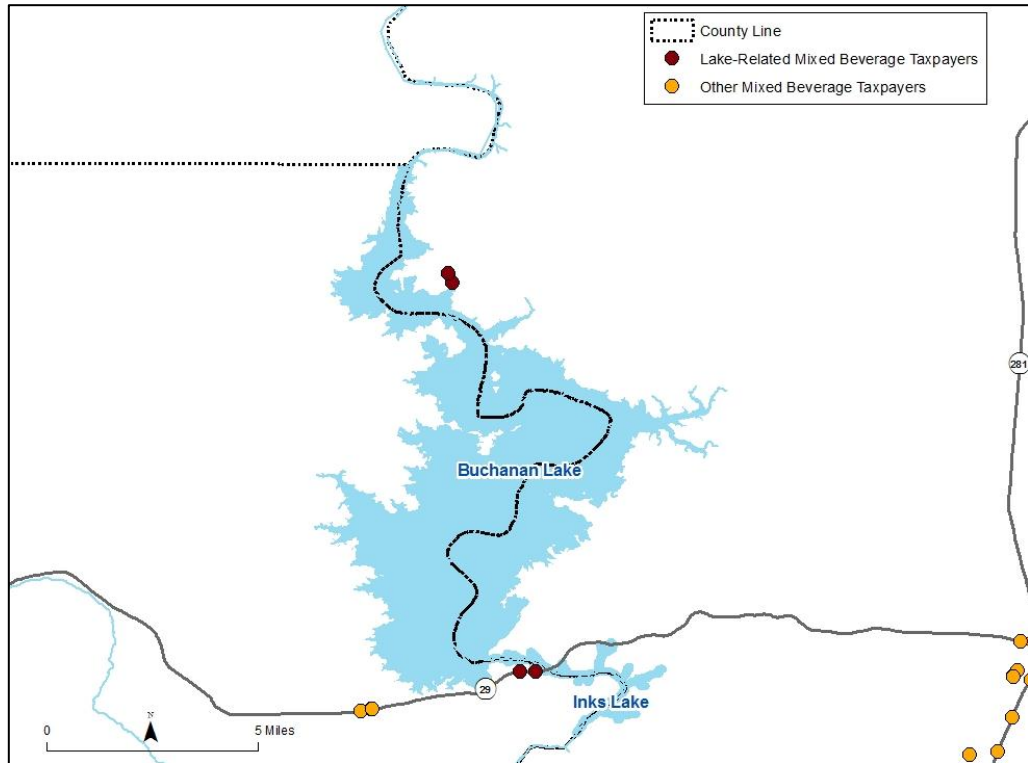 County Line
Lake-Related Mixed Beverage Taxpayers
Other Mixed Beverage Taxpayers
281
Buchanan Lake
29
Inks Lake
N
0
5 Miles